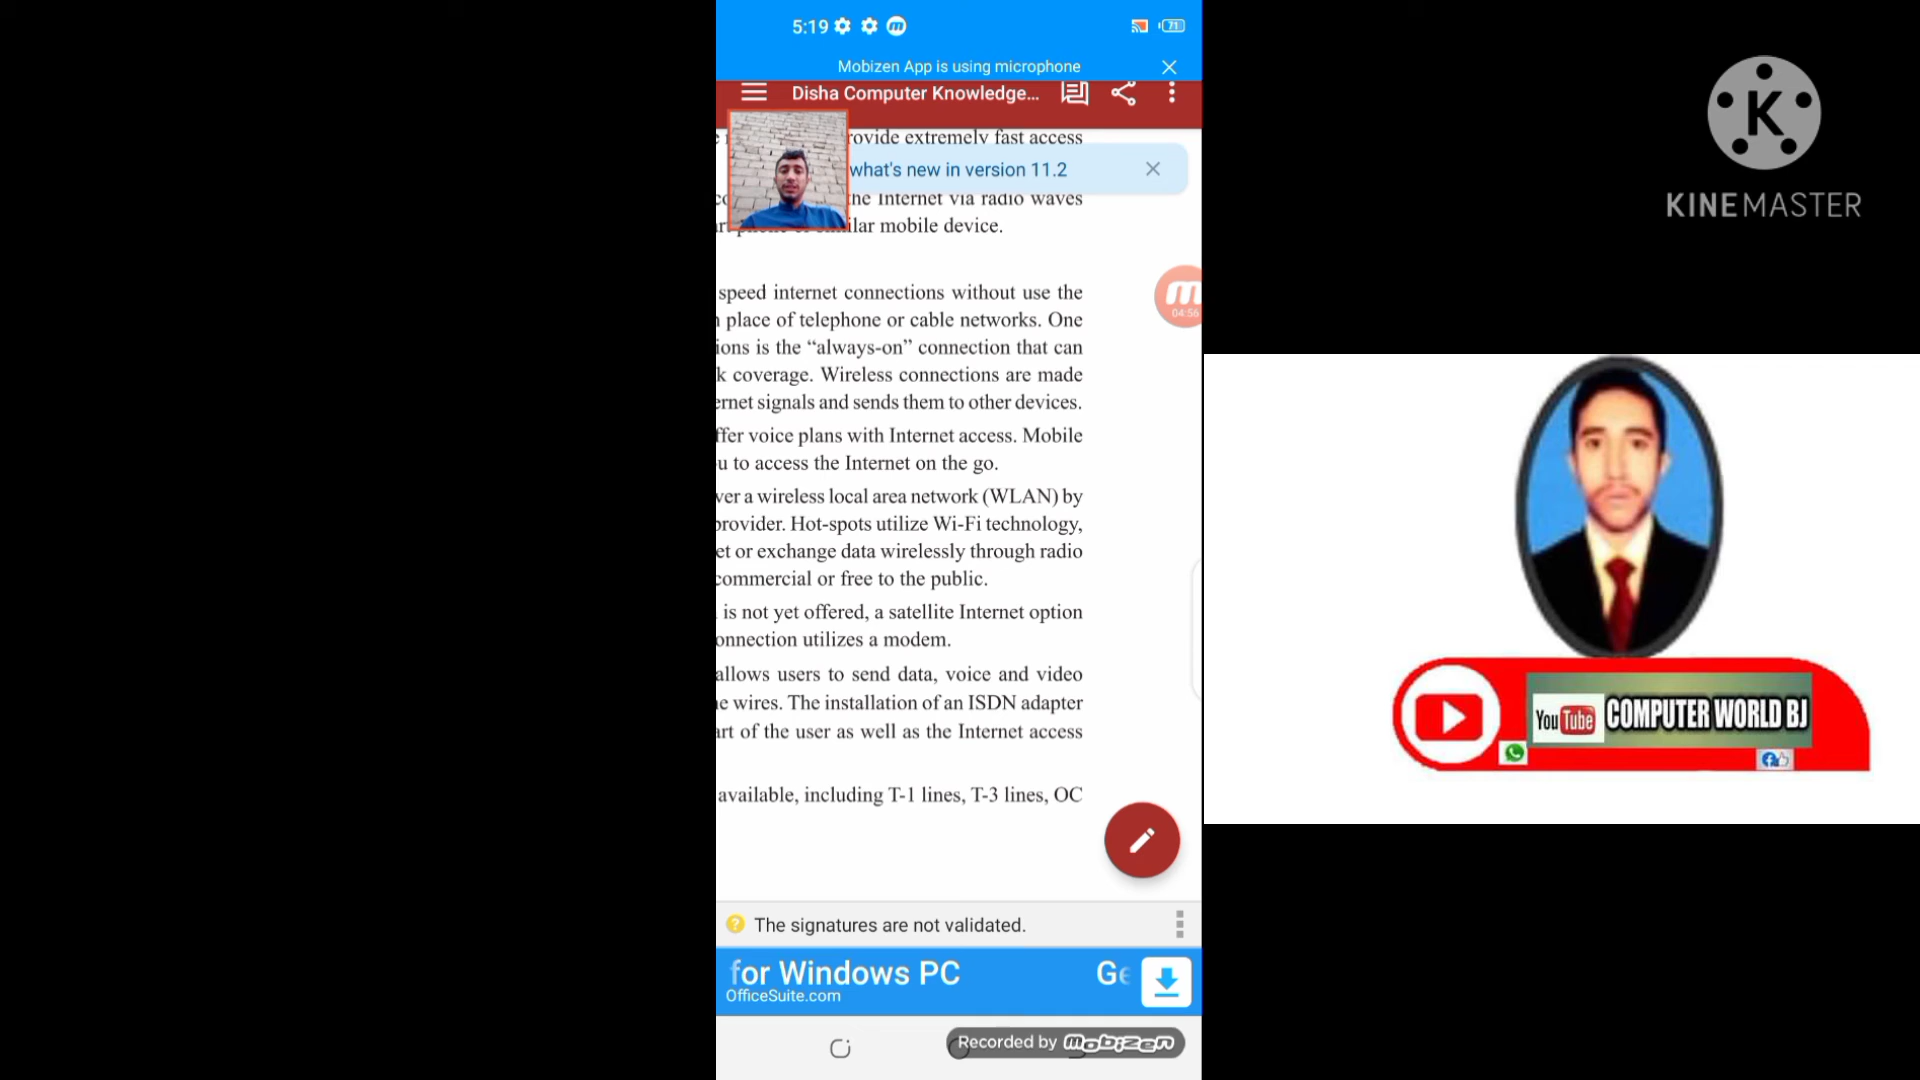 5:19
71
Mobizen App is using microphone
Disha Computer Knowledge...
rovide extremely fast access
what's new in version 11.2
he Internet via radio waves
ilar mobile device.
04:56
speed internet connections without use the
place of telephone or cable networks. One
ions is the “always-on” connection that can
k coverage. Wireless connections are made
ernet signals and sends them to other devices.
ffer voice plans with Internet access. Mobile
u to access the Internet on the go.
ver a wireless local area network (WLAN) by
provider. Hot-spots utilize Wi-Fi technology,
et or exchange data wirelessly through radio
commercial or free to the public.
is not yet offered, a satellite Internet option
onnection utilizes a modem.
allows users to send data, voice and video
e wires. The installation of an ISDN adapter
art of the user as well as the Internet access
available, including T-1 lines, T-3 lines, OC
The signatures are not validated.
for Windows PC
Ge
OfficeSuite.com
Recorded by mobizen
K
KINEMASTER
YouTube COMPUTER WORLD BJ